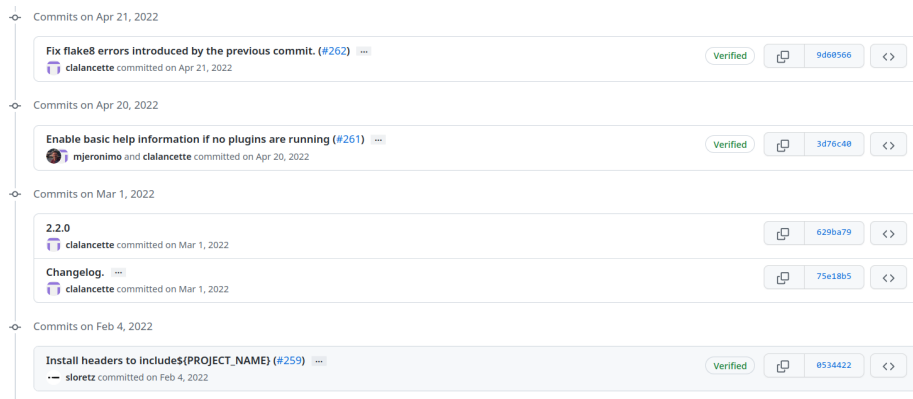 Commits on Apr 21, 2022
Fix flake8 errors introduced by the previous commit. (#262) ...
clalancette committed on Apr 21, 2022
Verified
9d60566
Commits on Apr 20, 2022
Enable basic help information if no plugins are running (#261) ...
mjeronimo and clalancette committed on Apr 20, 2022
Verified
3d76c40
Commits on Mar 1, 2022
2.2.0
clalancette committed on Mar 1, 2022
629ba79
Changelog. ...
clalancette committed on Mar 1, 2022
75e18b5
Commits on Feb 4, 2022
Install headers to include${PROJECT_NAME} (#259) ...
sloretz committed on Feb 4, 2022
Verified
0534422